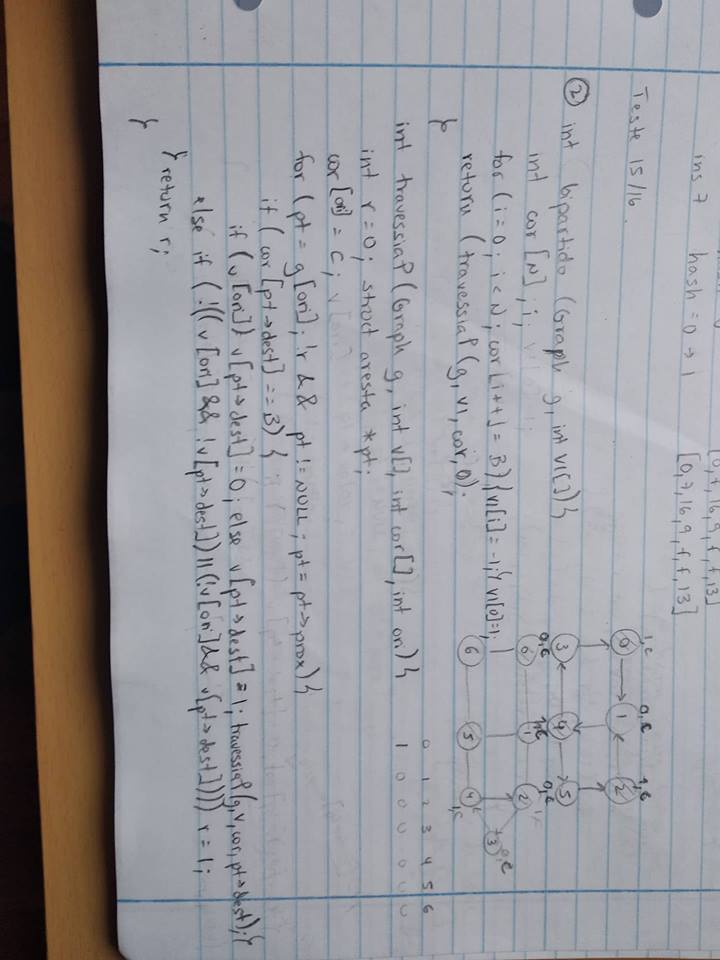 [0,f,16,9,f,f,13]
ins 7 hash = 0 → 1 [0,7,16,9,f,f,13]
Teste 15/16.
② int bipartido (Graph g, int V1[]) {
int cor [N], i;
for (i=0; i<N; cor[i++] = B) {v1[i] = -1;} v1[0]=1;
return (travessiaP (g, v1, cor, 0);
}
int travessiaP (Graph g, int v[], int cor[], int ori) {
int r=0; struct aresta *pt;
cor [ori] = C;
for (pt = g[ori]; !r && pt != NULL; pt = pt→prox) {
if ( cor [pt→dest] == B) {
if (v[ori]) v[pt→dest] = 0; else v[pt→dest] = 1; travessiaP(g,v,cor,pt→dest);}
else if ( !((v[ori] && !v[pt→dest]) || (!v[ori] && v[pt→dest]))) r = 1;
} return r;
}
1,C 0,C 1,C
0 1 2
3 4 5
0,C 1,C 0,C
0 1 2
3
6 5 4
1,C
0 1 2 3 4 5 6
1 0 0 0 0 0 0